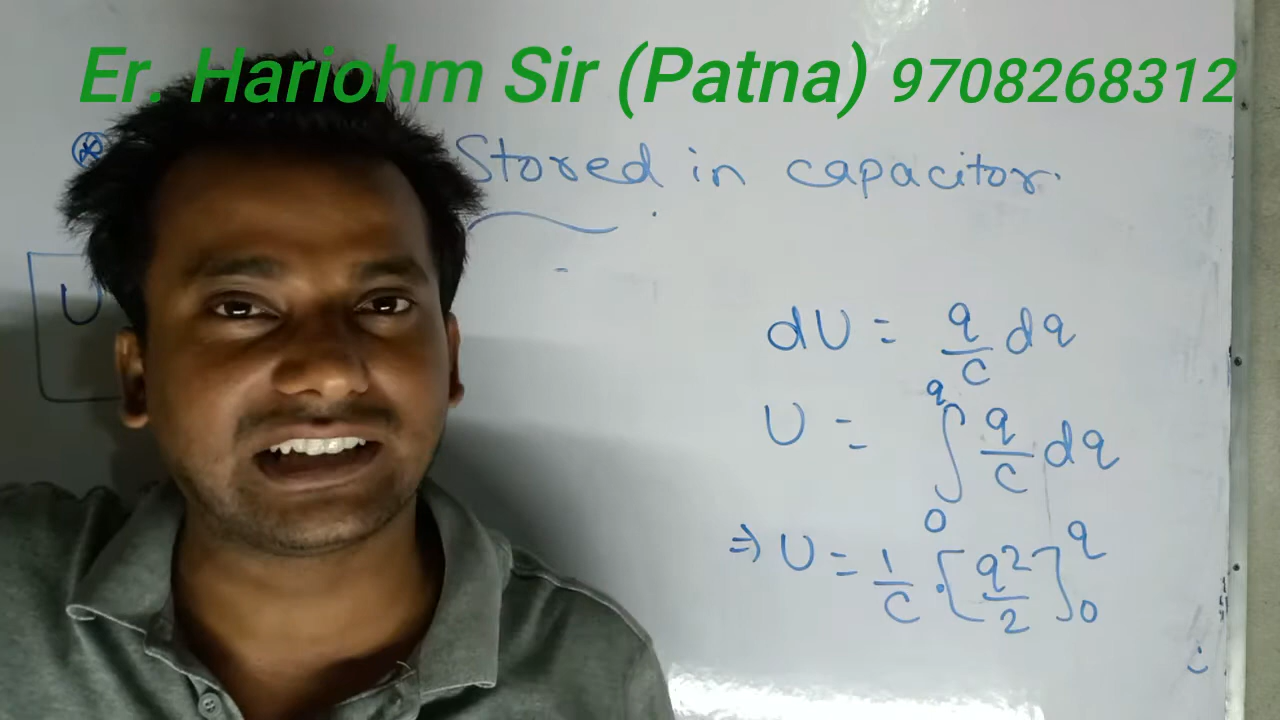 Er. Hariohm Sir (Patna) 9708268312
Stored in capacitor.
U
dU = q/c dq
U = ∫₀^q q/c dq
⇒ U = 1/c · [q²/2]₀^q